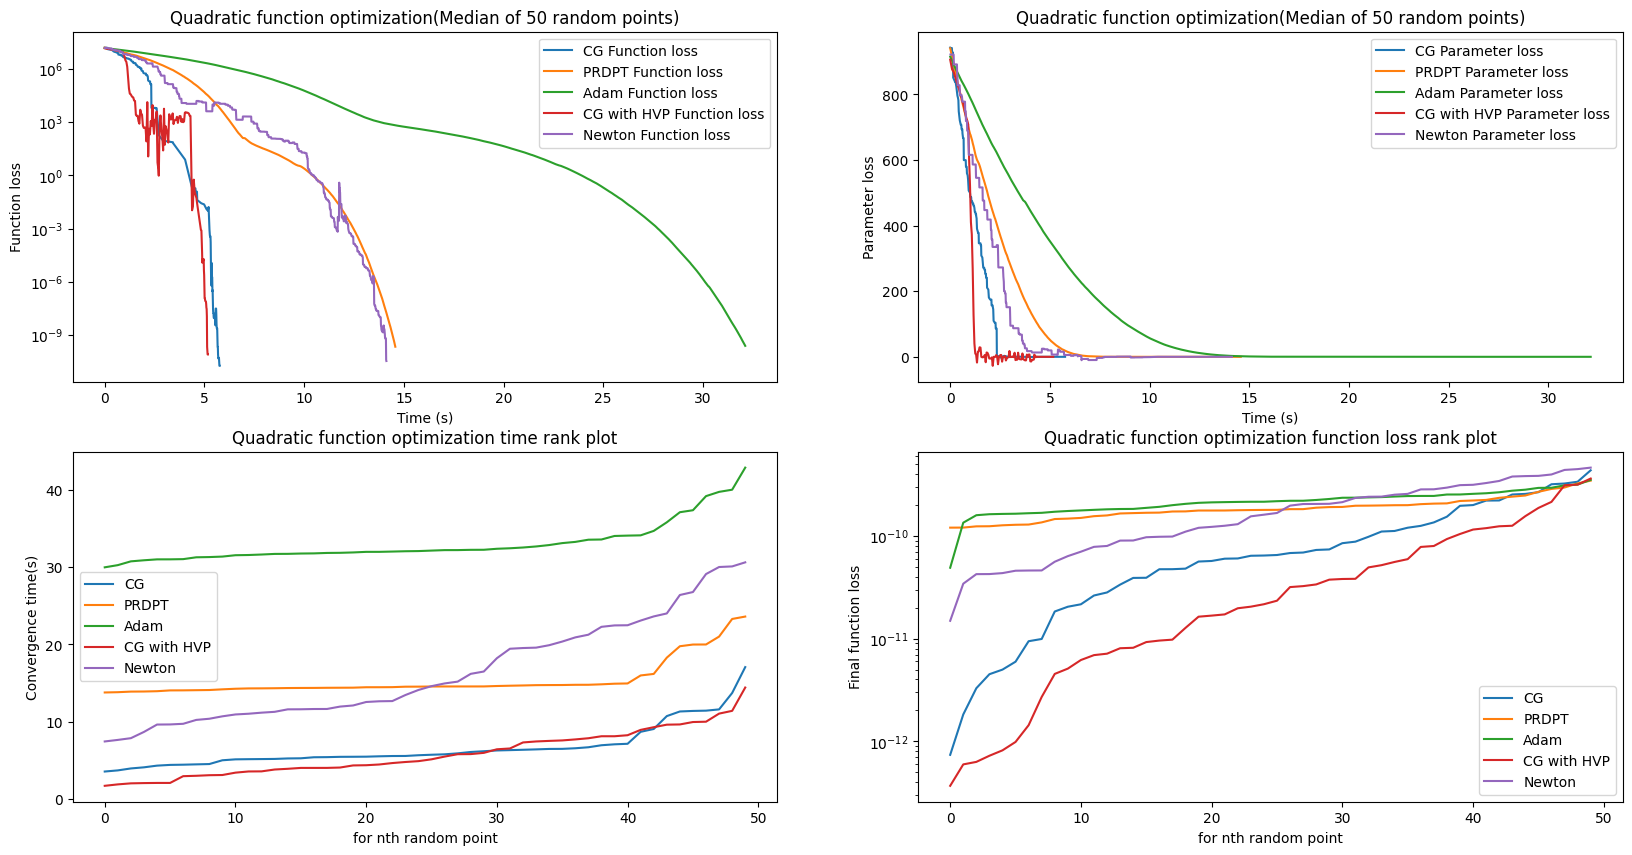 Quadratic function optimization(Median of 50 random points)
Function loss
10^6
10^3
10^0
10^−3
10^−6
10^−9
0 5 10 15 20 25 30
Time (s)
CG Function loss
PRDPT Function loss
Adam Function loss
CG with HVP Function loss
Newton Function loss
Quadratic function optimization(Median of 50 random points)
Parameter loss
800
600
400
200
0
0 5 10 15 20 25 30
Time (s)
CG Parameter loss
PRDPT Parameter loss
Adam Parameter loss
CG with HVP Parameter loss
Newton Parameter loss
Quadratic function optimization time rank plot
Convergence time(s)
40
30
20
10
0
0 10 20 30 40 50
for nth random point
CG
PRDPT
Adam
CG with HVP
Newton
Quadratic function optimization function loss rank plot
Final function loss
10^−10
10^−11
10^−12
0 10 20 30 40 50
for nth random point
CG
PRDPT
Adam
CG with HVP
Newton